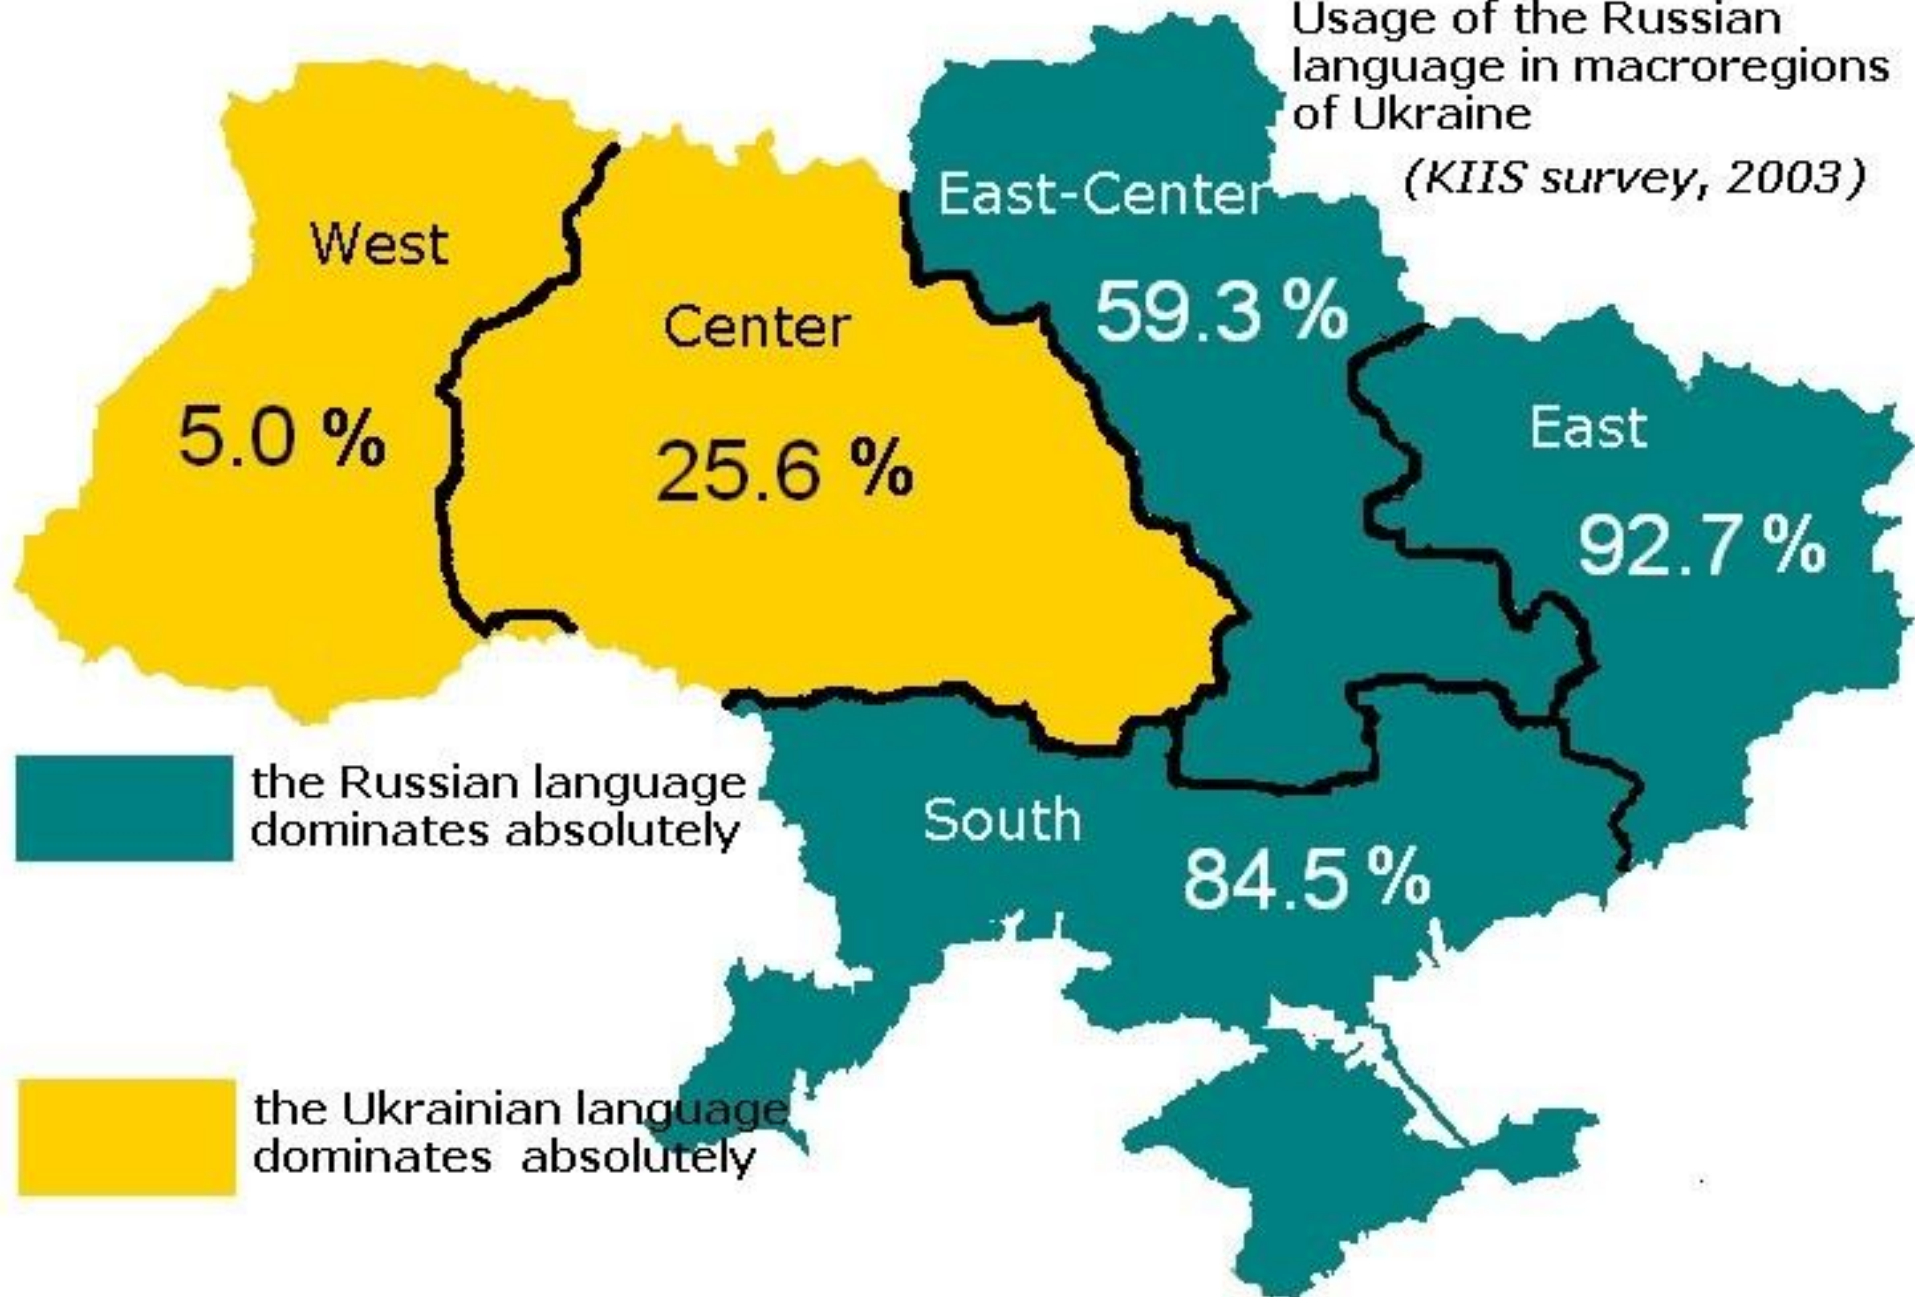 Usage of the Russian
language in macroregions
of Ukraine
(KIIS survey, 2003)
East-Center
59.3 %
West
5.0 %
Center
25.6 %
East
92.7 %
South
84.5 %
the Russian language
dominates absolutely
the Ukrainian language
dominates absolutely